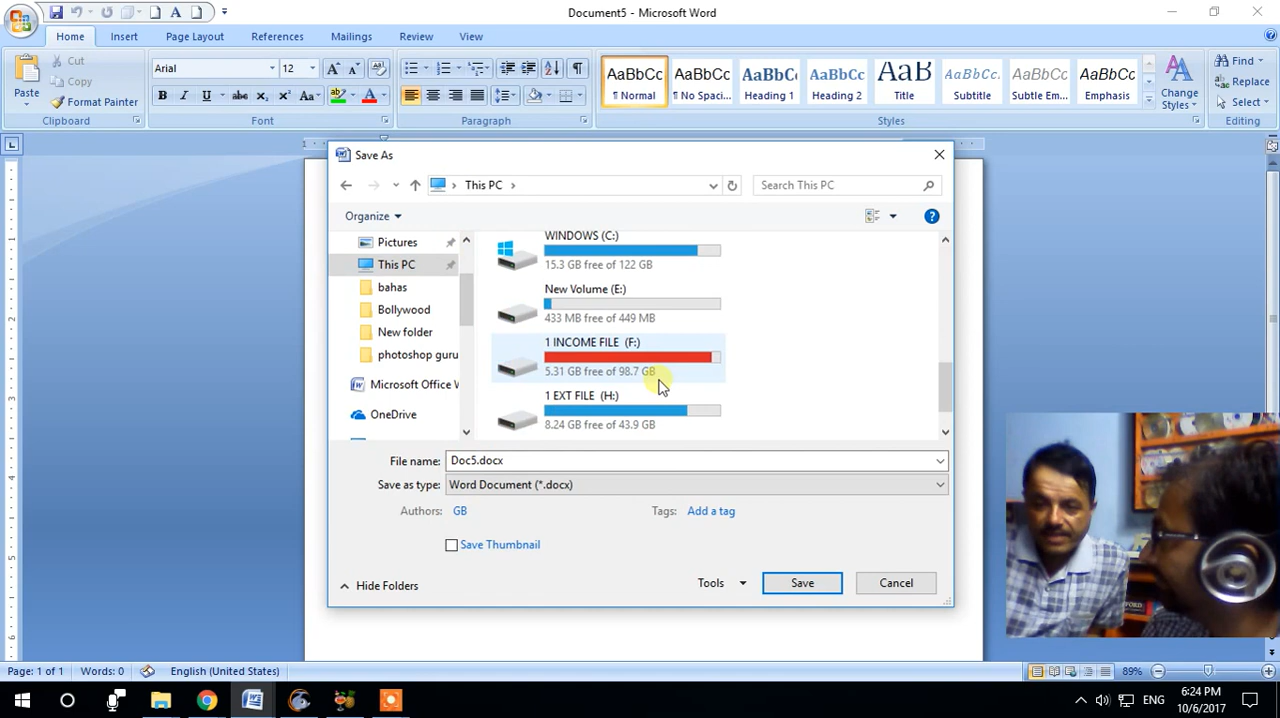 Document5 - Microsoft Word
Home Insert Page Layout References Mailings Review View
Paste
Cut
Copy
Format Painter
Clipboard
Arial 12
Font
Paragraph
AaBbCc AaBbCc AaBbCc AaBbCc AaB AaBbCc AaBbCc AaBbCc
¶ Normal ¶ No Spaci... Heading 1 Heading 2 Title Subtitle Subtle Em... Emphasis
Change
Styles
Styles
Find
Replace
Select
Editing
Save As
This PC
Search This PC
Organize
Pictures
This PC
bahas
Bollywood
New folder
photoshop guru
Microsoft Office W
OneDrive
WINDOWS (C:)
15.3 GB free of 122 GB
New Volume (E:)
433 MB free of 449 MB
1 INCOME FILE (F:)
5.31 GB free of 98.7 GB
1 EXT FILE (H:)
8.24 GB free of 43.9 GB
File name: Doc5.docx
Save as type: Word Document (*.docx)
Authors: GB Tags: Add a tag
Save Thumbnail
Hide Folders Tools Save Cancel
Page: 1 of 1 Words: 0 English (United States) 89%
ENG 6:24 PM
10/6/2017